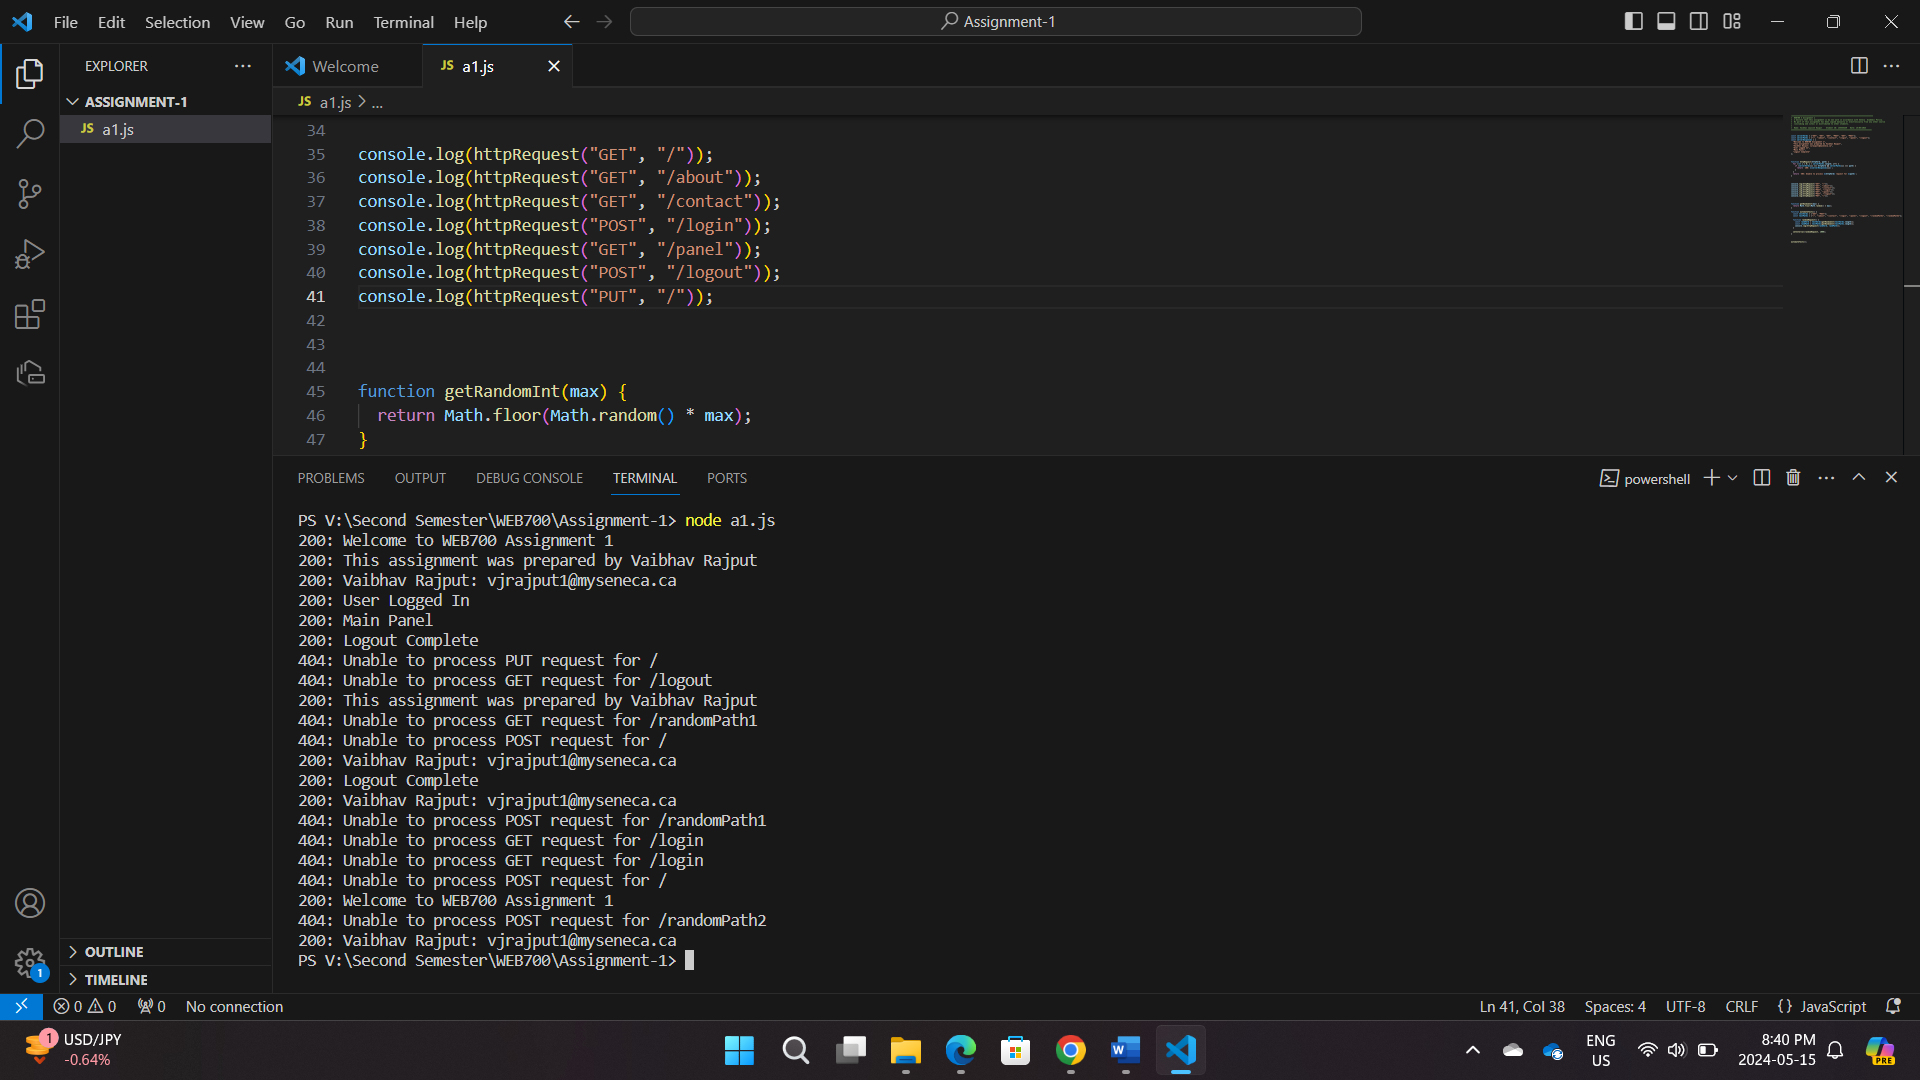 File Edit Selection View Go Run Terminal Help
Assignment-1
EXPLORER
ASSIGNMENT-1
JS a1.js
OUTLINE
TIMELINE
Welcome
JS a1.js
JS a1.js > ...
34
35 console.log(httpRequest("GET", "/"));
36 console.log(httpRequest("GET", "/about"));
37 console.log(httpRequest("GET", "/contact"));
38 console.log(httpRequest("POST", "/login"));
39 console.log(httpRequest("GET", "/panel"));
40 console.log(httpRequest("POST", "/logout"));
41 console.log(httpRequest("PUT", "/"));
42
43
44
45 function getRandomInt(max) {
46 return Math.floor(Math.random() * max);
47 }
PROBLEMS OUTPUT DEBUG CONSOLE TERMINAL PORTS
powershell
PS V:\Second Semester\WEB700\Assignment-1> node a1.js
200: Welcome to WEB700 Assignment 1
200: This assignment was prepared by Vaibhav Rajput
200: Vaibhav Rajput: vjrajput1@myseneca.ca
200: User Logged In
200: Main Panel
200: Logout Complete
404: Unable to process PUT request for /
404: Unable to process GET request for /logout
200: This assignment was prepared by Vaibhav Rajput
404: Unable to process GET request for /randomPath1
404: Unable to process POST request for /
200: Vaibhav Rajput: vjrajput1@myseneca.ca
200: Logout Complete
200: Vaibhav Rajput: vjrajput1@myseneca.ca
404: Unable to process POST request for /randomPath1
404: Unable to process GET request for /login
404: Unable to process GET request for /login
404: Unable to process POST request for /
200: Welcome to WEB700 Assignment 1
404: Unable to process POST request for /randomPath2
200: Vaibhav Rajput: vjrajput1@myseneca.ca
PS V:\Second Semester\WEB700\Assignment-1>
1
0 0 0 No connection
Ln 41, Col 38 Spaces: 4 UTF-8 CRLF {} JavaScript
1
USD/JPY
-0.64%
W
ENG
US
8:40 PM
2024-05-15
PRE